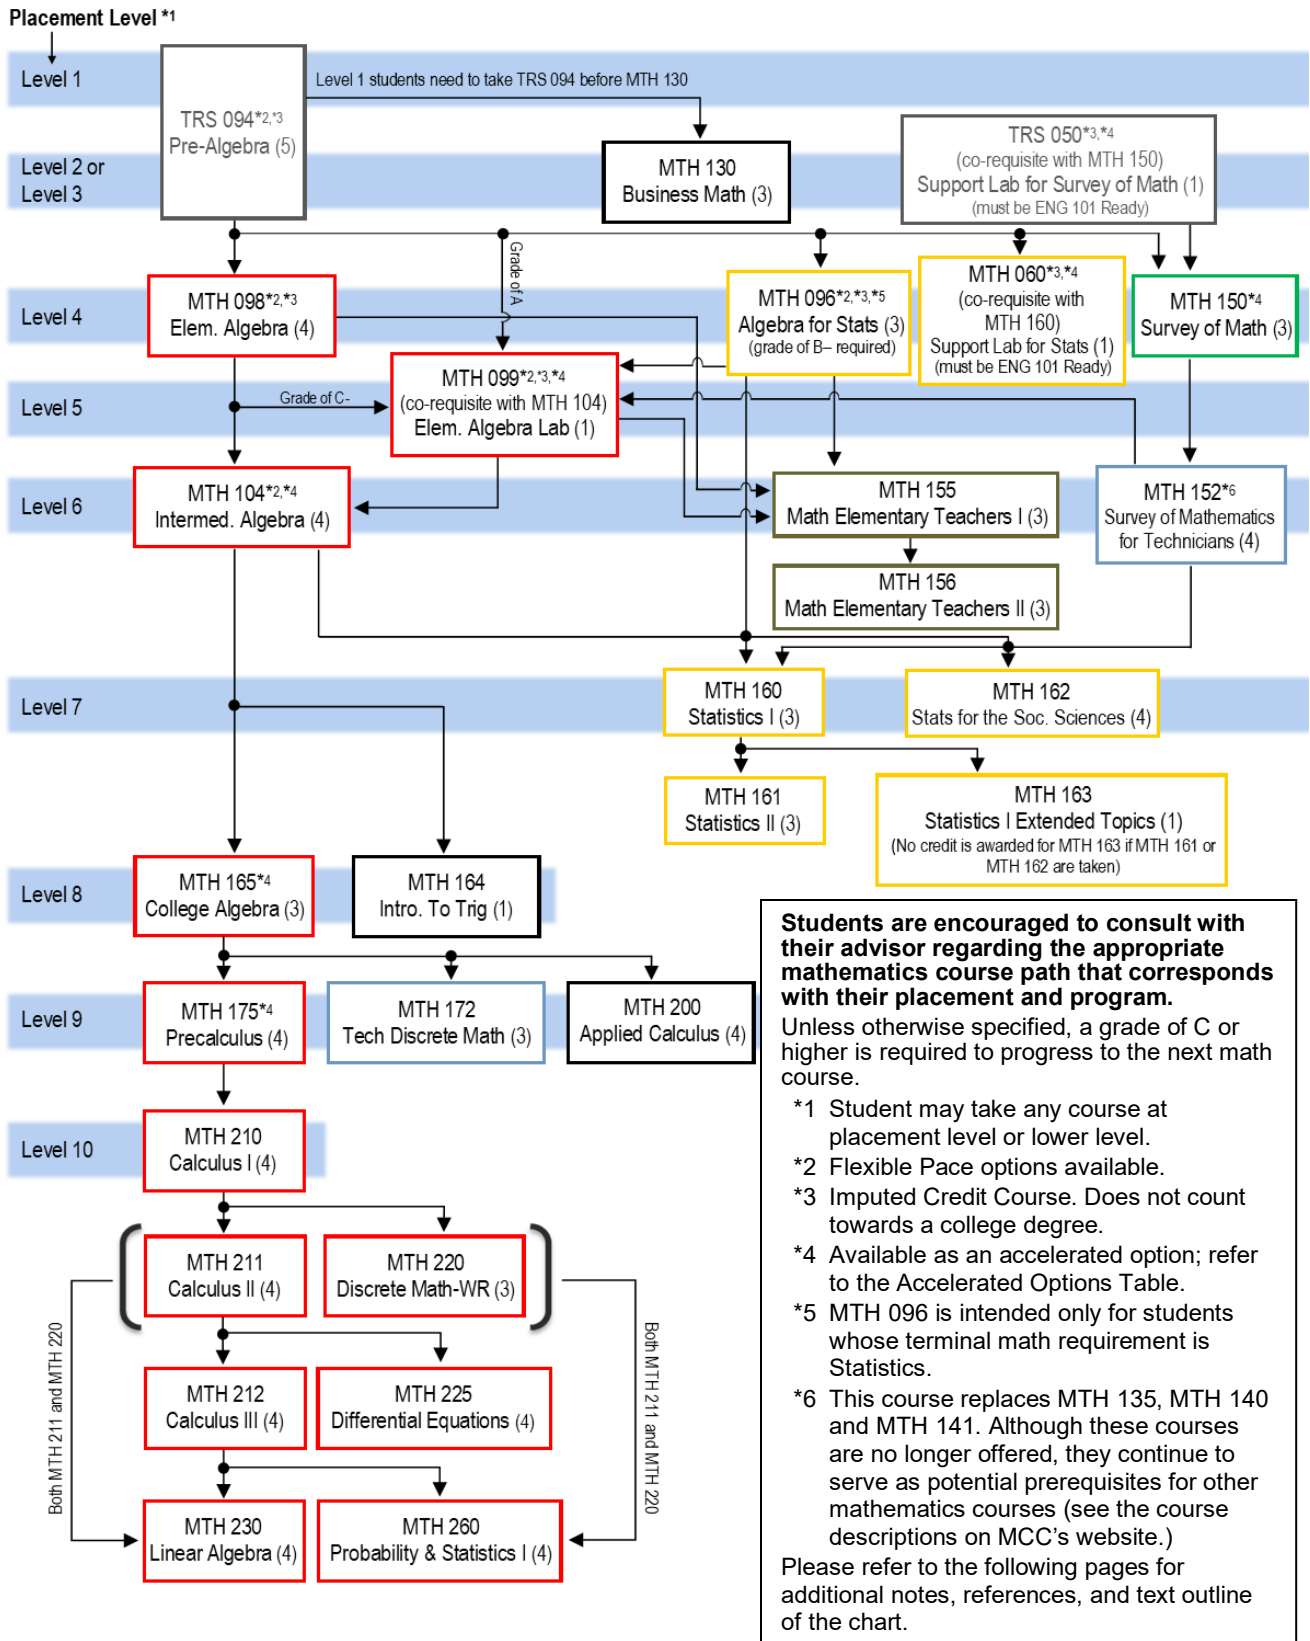 Placement Level *1
Level 1
Level 1 students need to take TRS 094 before MTH 130
TRS 094*2,*3
Pre-Algebra (5)
Level 2 or
Level 3
MTH 130
Business Math (3)
TRS 050*3,*4
(co-requisite with MTH 150)
Support Lab for Survey of Math (1)
(must be ENG 101 Ready)
Grade of A
Level 4
MTH 098*2,*3
Elem. Algebra (4)
MTH 096*2,*3,*5
Algebra for Stats (3)
(grade of B– required)
MTH 060*3,*4
(co-requisite with
MTH 160)
Support Lab for Stats (1)
(must be ENG 101 Ready)
MTH 150*4
Survey of Math (3)
Level 5
Grade of C-
MTH 099*2,*3,*4
(co-requisite with MTH 104)
Elem. Algebra Lab (1)
Level 6
MTH 104*2,*4
Intermed. Algebra (4)
MTH 155
Math Elementary Teachers I (3)
MTH 152*6
Survey of Mathematics
for Technicians (4)
MTH 156
Math Elementary Teachers II (3)
Level 7
MTH 160
Statistics I (3)
MTH 162
Stats for the Soc. Sciences (4)
MTH 161
Statistics II (3)
MTH 163
Statistics I Extended Topics (1)
(No credit is awarded for MTH 163 if MTH 161 or
MTH 162 are taken)
Level 8
MTH 165*4
College Algebra (3)
MTH 164
Intro. To Trig (1)
Level 9
MTH 175*4
Precalculus (4)
MTH 172
Tech Discrete Math (3)
MTH 200
Applied Calculus (4)
Level 10
MTH 210
Calculus I (4)
MTH 211
Calculus II (4)
MTH 220
Discrete Math-WR (3)
Both MTH 211 and MTH 220
Both MTH 211 and MTH 220
MTH 212
Calculus III (4)
MTH 225
Differential Equations (4)
MTH 230
Linear Algebra (4)
MTH 260
Probability & Statistics I (4)
Students are encouraged to consult with
their advisor regarding the appropriate
mathematics course path that corresponds
with their placement and program.
Unless otherwise specified, a grade of C or
higher is required to progress to the next math
course.
*1 Student may take any course at
placement level or lower level.
*2 Flexible Pace options available.
*3 Imputed Credit Course. Does not count
towards a college degree.
*4 Available as an accelerated option; refer
to the Accelerated Options Table.
*5 MTH 096 is intended only for students
whose terminal math requirement is
Statistics.
*6 This course replaces MTH 135, MTH 140
and MTH 141. Although these courses
are no longer offered, they continue to
serve as potential prerequisites for other
mathematics courses (see the course
descriptions on MCC's website.)
Please refer to the following pages for
additional notes, references, and text outline
of the chart.